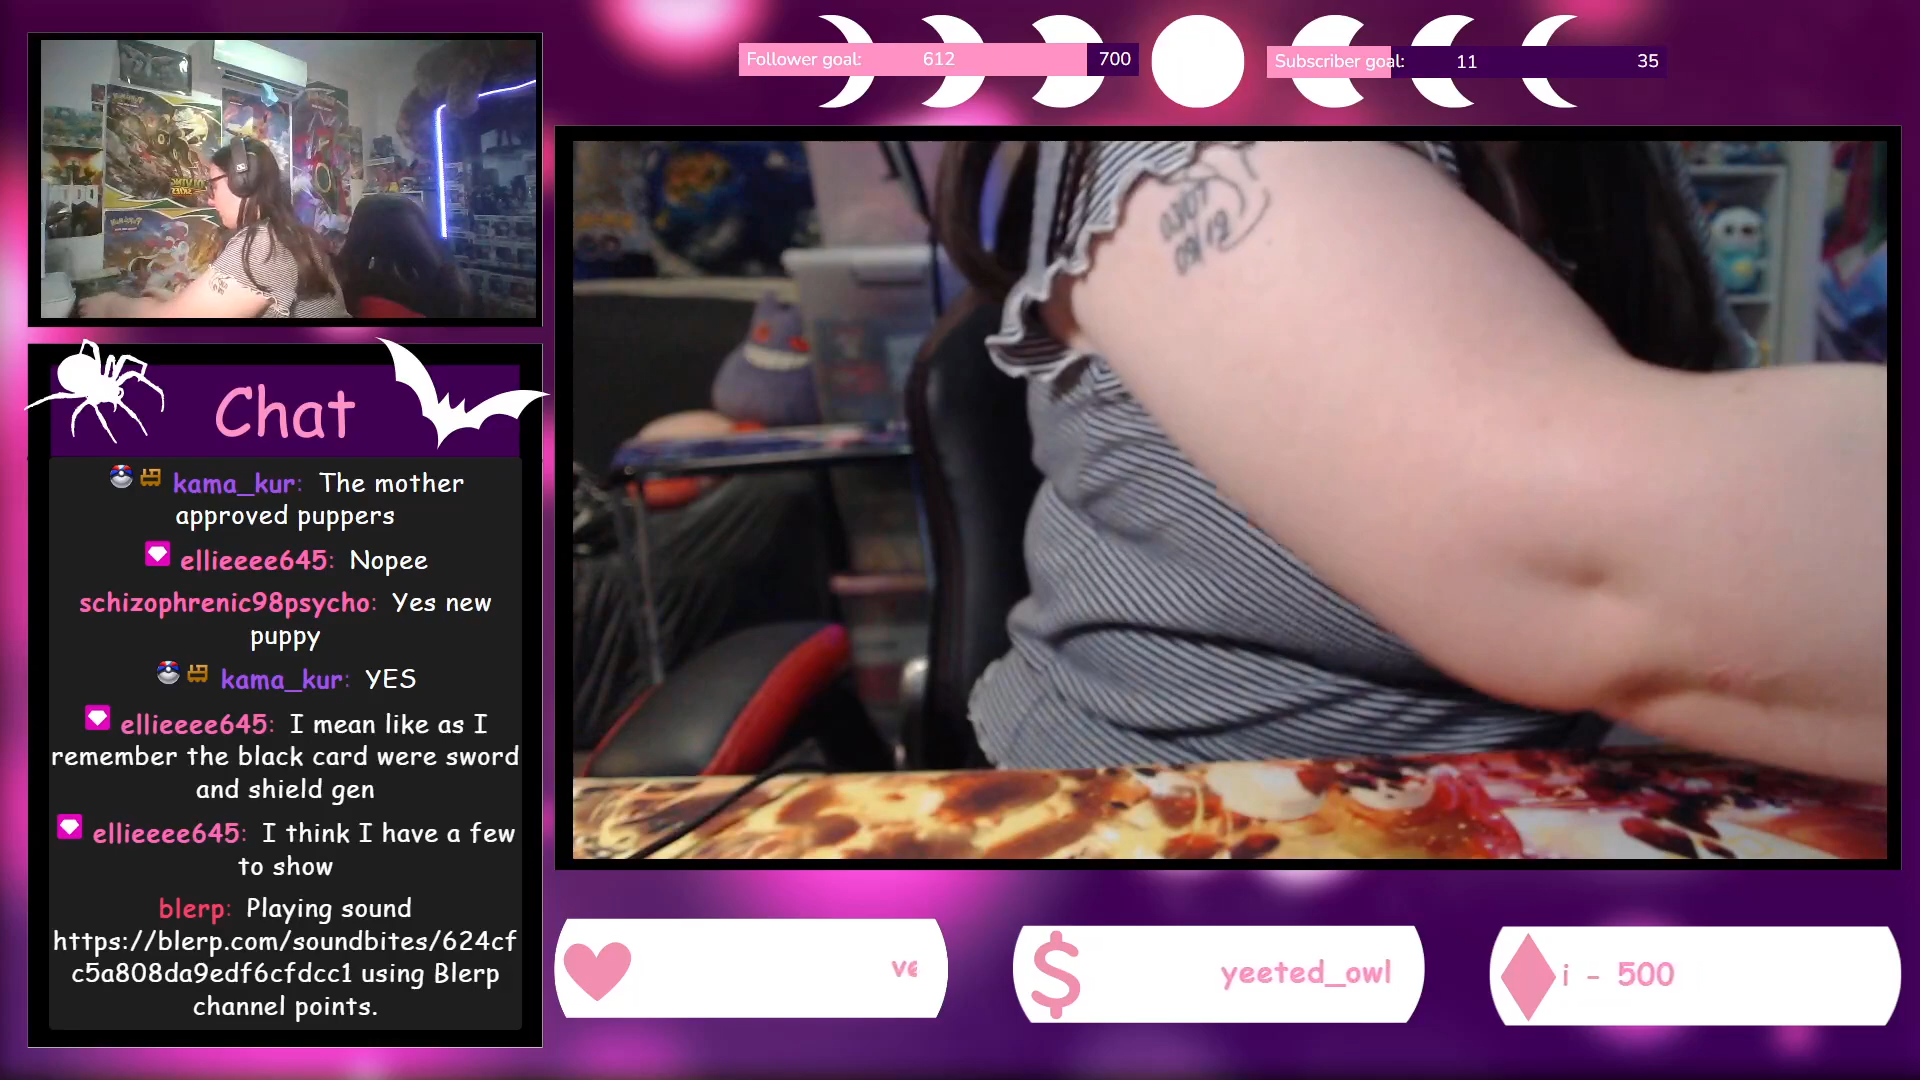 Follower goal: 612 700
Subscriber goal: 11 35
Chat
kama_kur: The mother
approved puppers
ellieeee645: Nopee
schizophrenic98psycho: Yes new
puppy
kama_kur: YES
ellieeee645: I mean like as I
remember the black card were sword
and shield gen
ellieeee645: I think I have a few
to show
blerp: Playing sound
https://blerp.com/soundbites/624cf
c5a808da9edf6cfdcc1 using Blerp
channel points.
yeeted_owl
i - 500